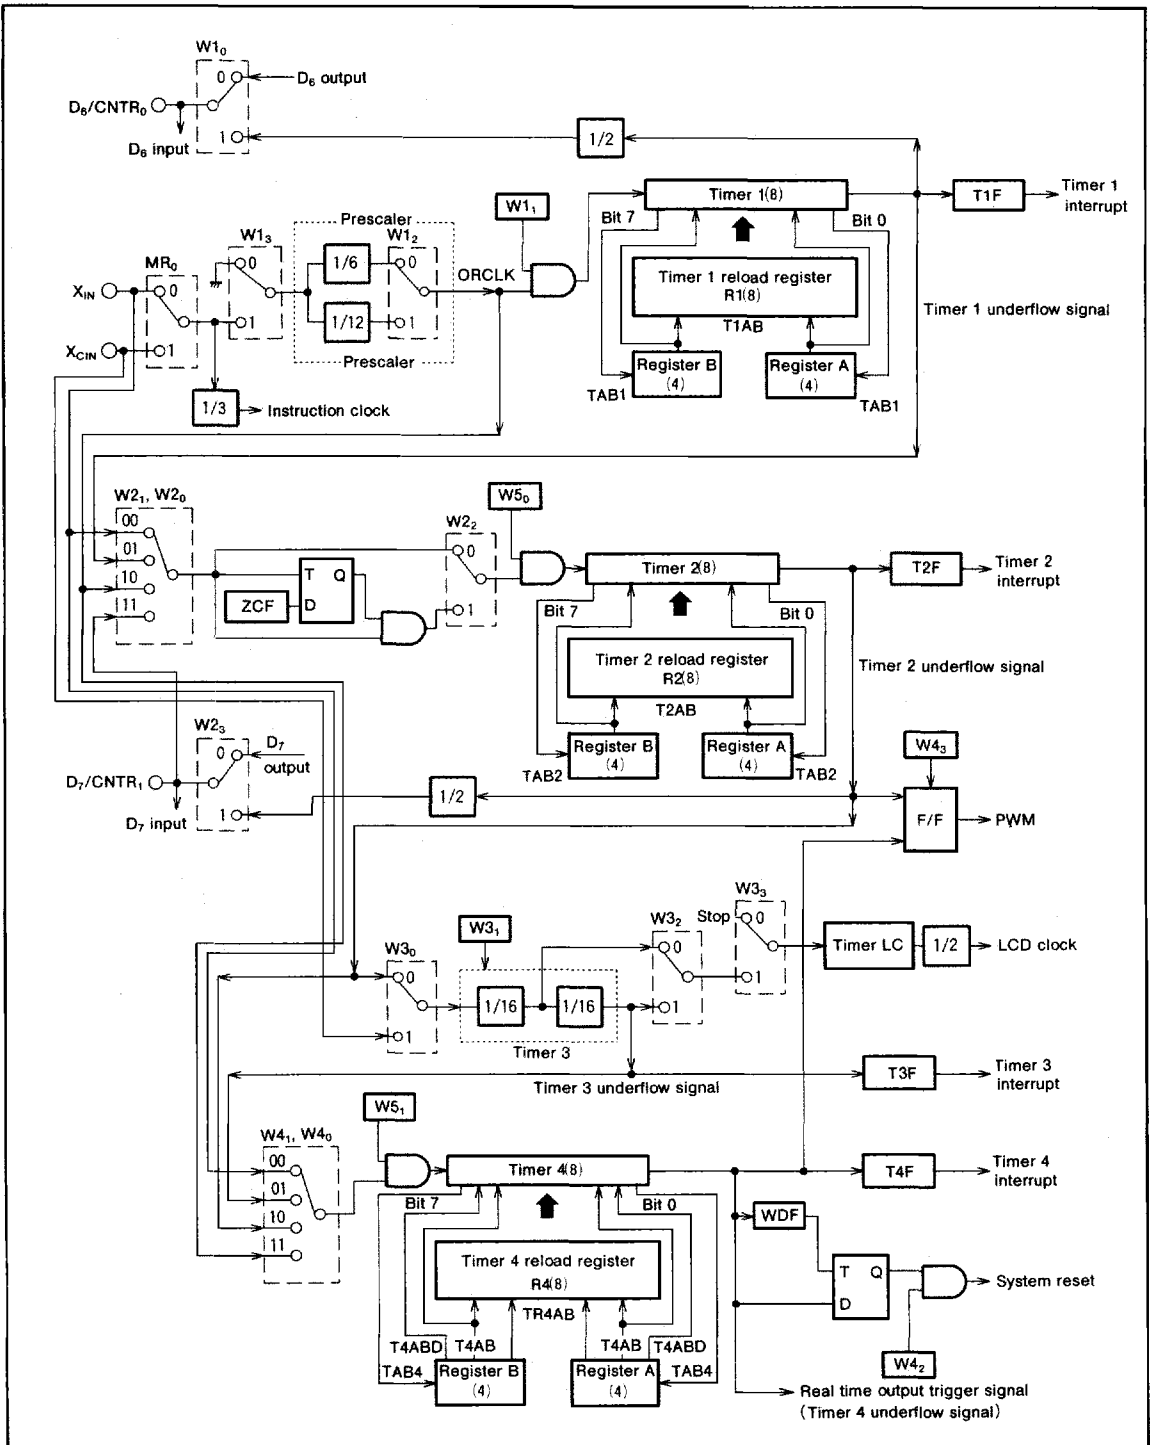 W1₀
0
D₆ output
D₆/CNTR₀
D₆ input
1
1/2
Timer 1(8)
T1F
Timer 1
interrupt
W1₁
Bit 7
Bit 0
Prescaler
W1₃
W1₂
MR₀
0
1/6
0
ORCLK
Timer 1 reload register
R1(8)
T1AB
Timer 1 underflow signal
X_IN
0
1
1/12
1
X_CIN
1
Prescaler
Register B
(4)
Register A
(4)
TAB1
TAB1
1/3
Instruction clock
W2₁, W2₀
00
01
10
11
W5₀
W2₂
0
1
T Q
D
ZCF
Timer 2(8)
T2F
Timer 2
interrupt
Bit 7
Bit 0
Timer 2 reload register
R2(8)
T2AB
Timer 2 underflow signal
Register B
(4)
Register A
(4)
TAB2
TAB2
W2₃
0
D₇
output
D₇/CNTR₁
D₇ input
1
1/2
W4₃
F/F
PWM
W3₃
Stop
0
1
W3₂
0
1
W3₁
W3₀
0
1
1/16
1/16
Timer 3
Timer LC
1/2
LCD clock
Timer 3 underflow signal
T3F
Timer 3
interrupt
W5₁
W4₁, W4₀
00
01
10
11
Timer 4(8)
T4F
Timer 4
interrupt
Bit 7
Bit 0
WDF
Timer 4 reload register
R4(8)
TR4AB
T Q
D
System reset
T4ABD
T4AB
T4AB
T4ABD
TAB4
Register B
(4)
Register A
(4)
TAB4
W4₂
Real time output trigger signal
(Timer 4 underflow signal)